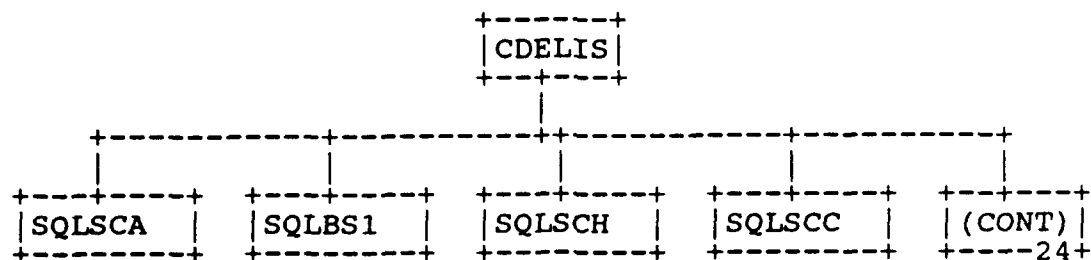 CDELIS
SQLSCA SQLBS1 SQLSCH SQLSCC (CONT)
24